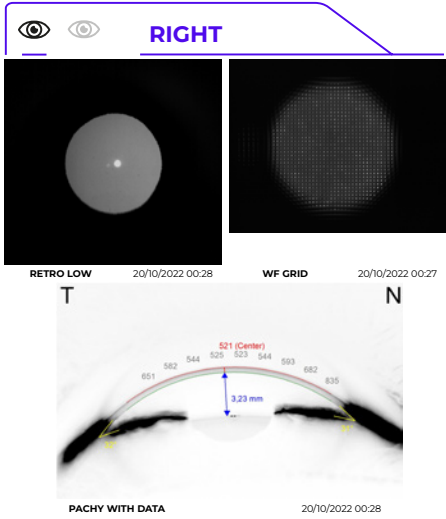 RIGHT
RETRO LOW 20/10/2022 00:28
WF GRID 20/10/2022 00:27
T N
521 (Center)
651 582 544 525 523 544 593 682 835
3,23 mm
PACHY WITH DATA 20/10/2022 00:28